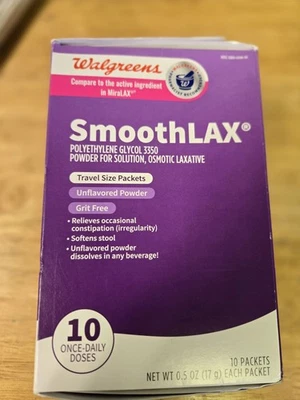 Walgreens
Compare to the active ingredient
in MiraLAX®
SmoothLAX®
POLYETHYLENE GLYCOL 3350
POWDER FOR SOLUTION, OSMOTIC LAXATIVE
Travel Size Packets
Unflavored Powder
Grit Free
• Relieves occasional
constipation (irregularity)
• Softens stool
• Unflavored powder
dissolves in any beverage!
10
ONCE-DAILY
DOSES
10 PACKETS
NET WT 0.5 OZ (17 g) EACH PACKET